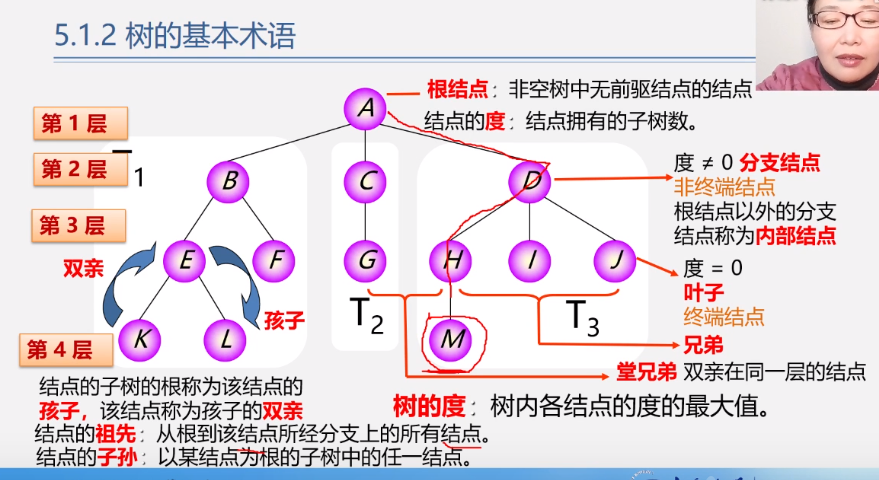 5.1.2 树的基本术语
根结点：非空树中无前驱结点的结点
结点的度：结点拥有的子树数。
第 1 层
第 2 层
第 3 层
第 4 层
A
B
C
D
E
F
G
H
I
J
K
L
M
T1
T2
T3
双亲
孩子
度 ≠ 0 分支结点
非终端结点
根结点以外的分支
结点称为内部结点
度 = 0
叶子
终端结点
兄弟
堂兄弟 双亲在同一层的结点
结点的子树的根称为该结点的
孩子，该结点称为孩子的双亲
树的度：树内各结点的度的最大值。
结点的祖先：从根到该结点所经分支上的所有结点。
结点的子孙：以某结点为根的子树中的任一结点。